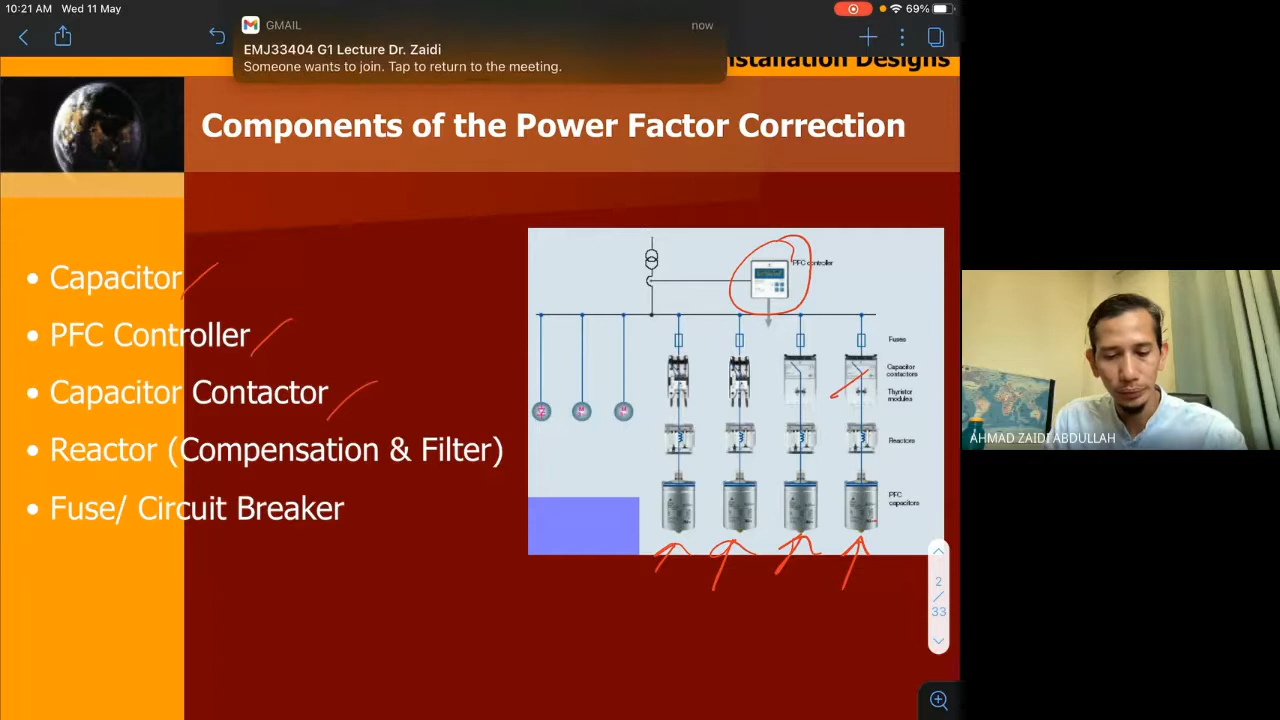 10:21 AM Wed 11 May
69%
GMAIL
now
EMJ33404 G1 Lecture Dr. Zaidi
Someone wants to join. Tap to return to the meeting.
nstallation Designs
Components of the Power Factor Correction
• Capacitor
• PFC Controller
• Capacitor Contactor
• Reactor (Compensation & Filter)
• Fuse/ Circuit Breaker
PFC controller
Fuses
Capacitor
contactors
Thyristor
modules
Reactors
PFC
capacitors
M
M
2
/
33
AHMAD ZAIDI ABDULLAH